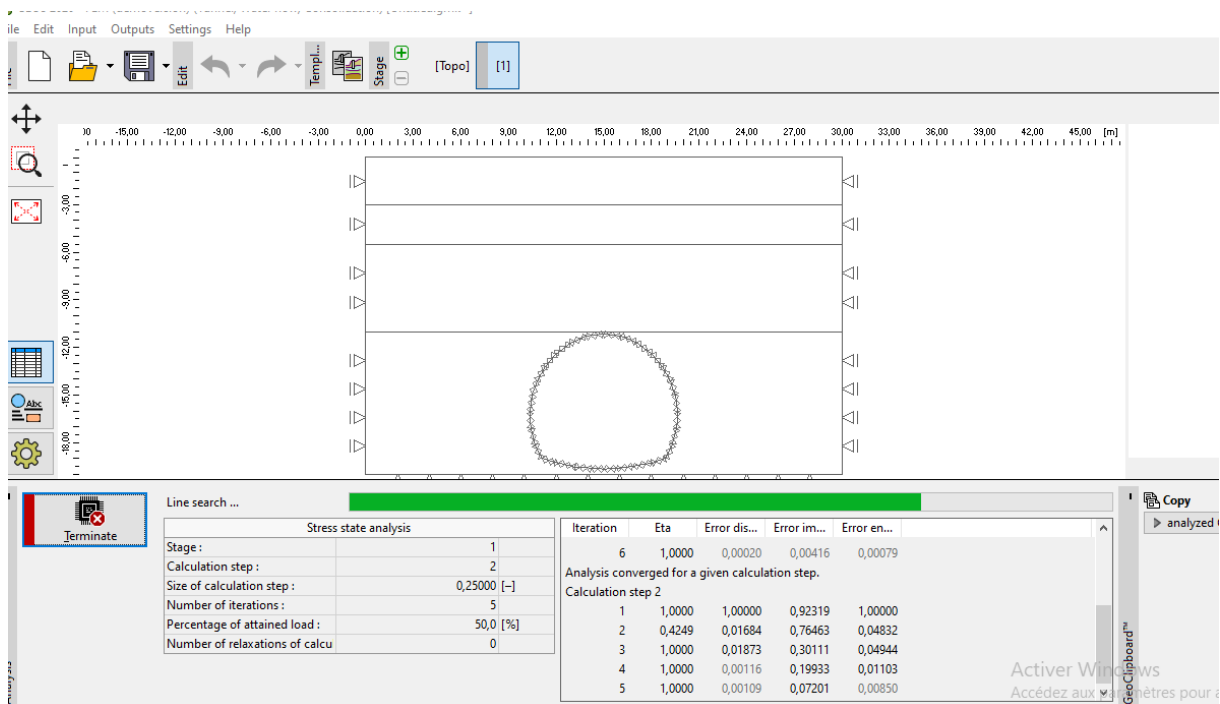 ile Edit Input Outputs Settings Help
Edit
Templ...
Stage
[Topo] [1]
-15,00 -12,00 -9,00 -6,00 -3,00 0,00 3,00 6,00 9,00 12,00 15,00 18,00 21,00 24,00 27,00 30,00 33,00 36,00 39,00 42,00 45,00 [m]
-3,00
-6,00
-9,00
-12,00
-15,00
-18,00
Abc
Terminate
Line search ...
Stress state analysis
Stage : 1
Calculation step : 2
Size of calculation step : 0,25000 [–]
Number of iterations : 5
Percentage of attained load : 50,0 [%]
Number of relaxations of calcu 0
Iteration Eta Error dis... Error im... Error en...
6 1,0000 0,00020 0,00416 0,00079
Analysis converged for a given calculation step.
Calculation step 2
1 1,0000 1,00000 0,92319 1,00000
2 0,4249 0,01684 0,76463 0,04832
3 1,0000 0,01873 0,30111 0,04944
4 1,0000 0,00116 0,19933 0,01103
5 1,0000 0,00109 0,07201 0,00850
GeoClipboard™
Copy
analyzed
Activer Windows
Accédez aux paramètres pour a